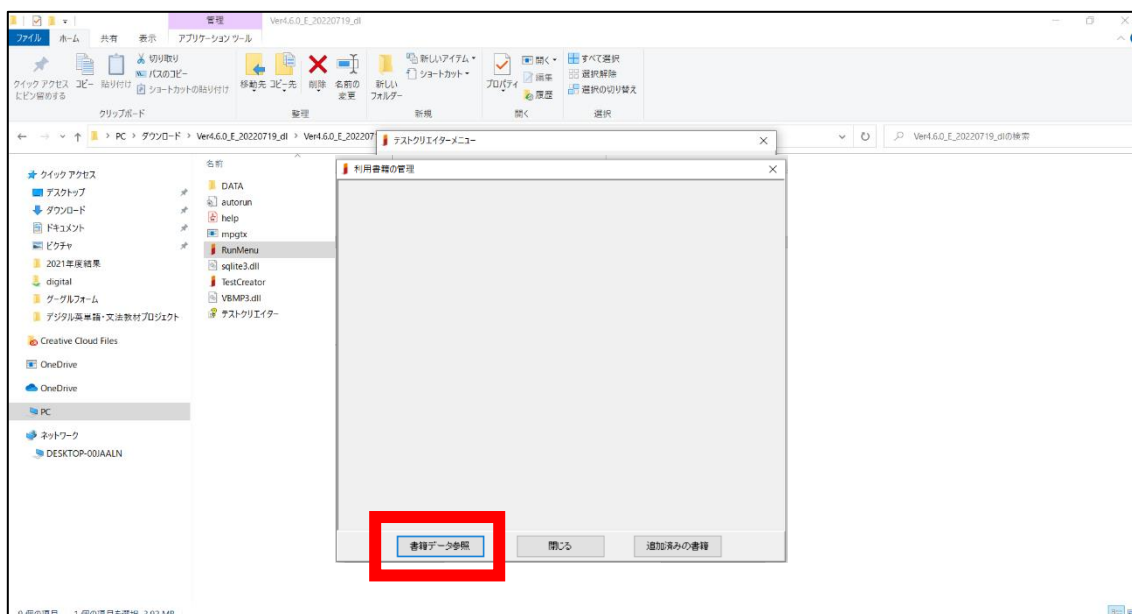 管理
Ver4.6.0_E_20220719_dl
ファイル
ホーム
共有
表示
アプリケーション ツール
クイック アクセス
にピン留めする
コピー
貼り付け
切り取り
パスのコピー
ショートカットの貼り付け
クリップボード
移動先
コピー先
削除
名前の
変更
整理
新しい
フォルダー
新しいアイテム
ショートカット
新規
プロパティ
開く
編集
履歴
開く
すべて選択
選択解除
選択の切り替え
選択
PC > ダウンロード > Ver4.6.0_E_20220719_dl > Ver4.6.0_E_20220
Ver4.6.0_E_20220719_dlの検索
クイック アクセス
デスクトップ
ダウンロード
ドキュメント
ピクチャ
2021年度結果
digital
グーグルフォーム
デジタル英単語・文法教材プロジェクト
Creative Cloud Files
OneDrive
OneDrive
PC
ネットワーク
DESKTOP-00JAALN
名前
DATA
autorun
help
mpgtx
RunMenu
sqlite3.dll
TestCreator
VBMP3.dll
テストクリエイター
テストクリエイターメニュー
利用書籍の管理
書籍データ参照
閉じる
追加済みの書籍